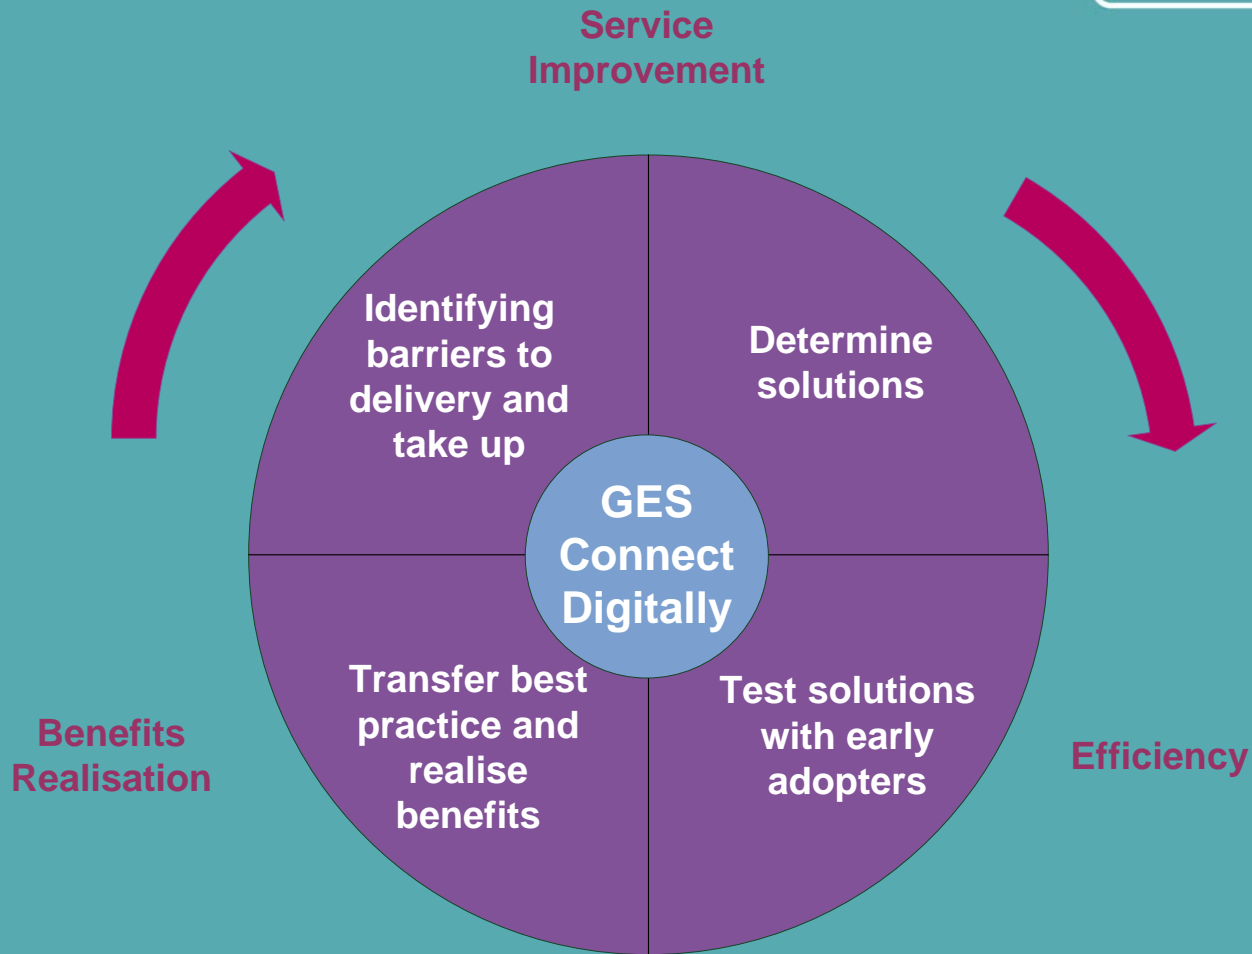 Service
Improvement
Identifying
barriers to
delivery and
take up
Determine
solutions
GES
Connect
Digitally
Transfer best
practice and
realise
benefits
Test solutions
with early
adopters
Benefits
Realisation
Efficiency